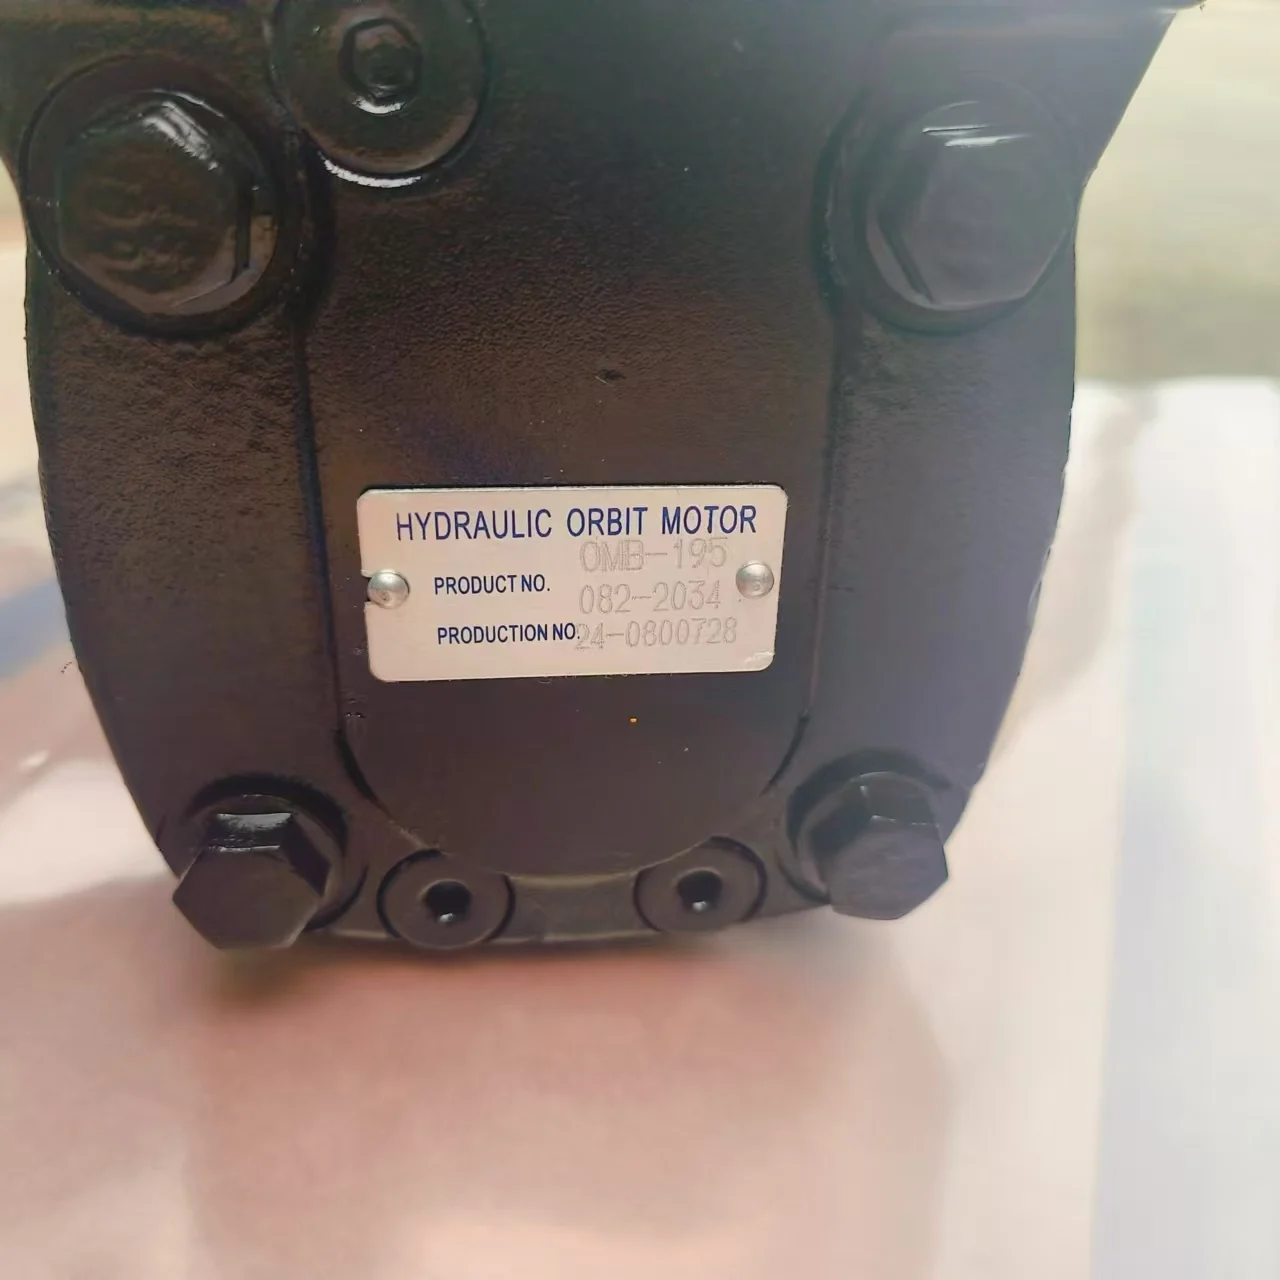 HYDRAULIC ORBIT MOTOR
OMB-195
PRODUCT NO. 082-2034
PRODUCTION NO. 24-0800728